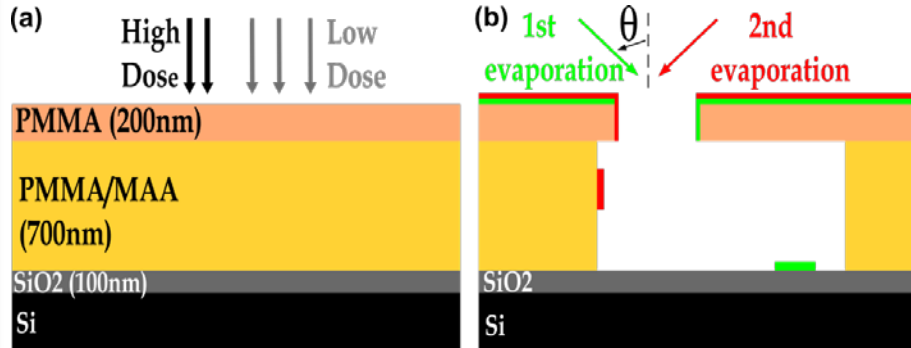 (a)
High
Dose
Low
Dose
PMMA (200nm)
PMMA/MAA
(700nm)
SiO2 (100nm)
Si
(b)
1st
evaporation
θ
2nd
evaporation
SiO2
Si